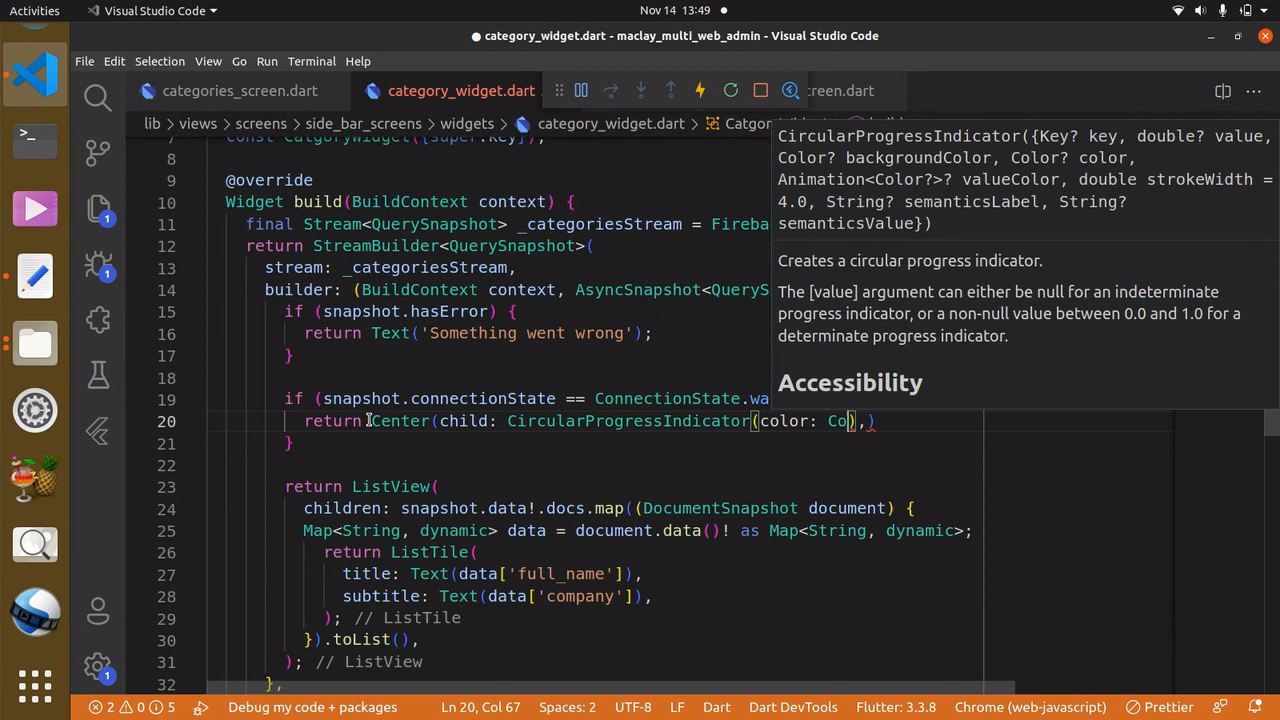 Activities
Visual Studio Code
Nov 14 13:49
category_widget.dart - maclay_multi_web_admin - Visual Studio Code
File Edit Selection View Go Run Terminal Help
categories_screen.dart
category_widget.dart
creen.dart
lib > views > screens > side_bar_screens > widgets > category_widget.dart > Catgor
7 const CatgoryWidget({super.key});
8
9 @override
10 Widget build(BuildContext context) {
11 final Stream<QuerySnapshot> _categoriesStream = Fireba
12 return StreamBuilder<QuerySnapshot>(
13 stream: _categoriesStream,
14 builder: (BuildContext context, AsyncSnapshot<QueryS
15 if (snapshot.hasError) {
16 return Text('Something went wrong');
17 }
18
19 if (snapshot.connectionState == ConnectionState.wa
20 return Center(child: CircularProgressIndicator(color: Co),)
21 }
22
23 return ListView(
24 children: snapshot.data!.docs.map((DocumentSnapshot document) {
25 Map<String, dynamic> data = document.data()! as Map<String, dynamic>;
26 return ListTile(
27 title: Text(data['full_name']),
28 subtitle: Text(data['company']),
29 ); // ListTile
30 }).toList(),
31 ); // ListView
32 },
CircularProgressIndicator({Key? key, double? value,
Color? backgroundColor, Color? color,
Animation<Color?>? valueColor, double strokeWidth =
4.0, String? semanticsLabel, String?
semanticsValue})
Creates a circular progress indicator.
The [value] argument can either be null for an indeterminate
progress indicator, or a non-null value between 0.0 and 1.0 for a
determinate progress indicator.
Accessibility
1
1
1
2 0 5 Debug my code + packages Ln 20, Col 57 Spaces: 2 UTF-8 LF Dart Dart DevTools Flutter: 3.3.8 Chrome (web-javascript) Prettier